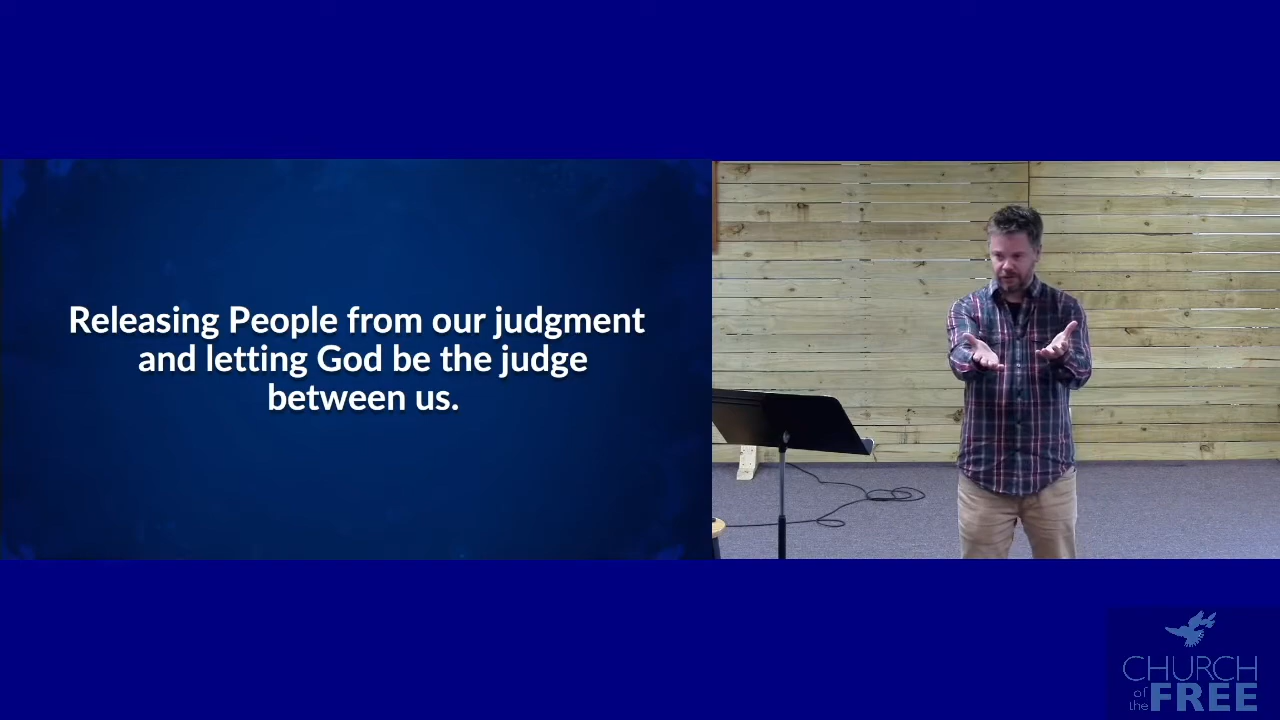 Releasing People from our judgment
and letting God be the judge
between us.
CHURCH
of the FREE